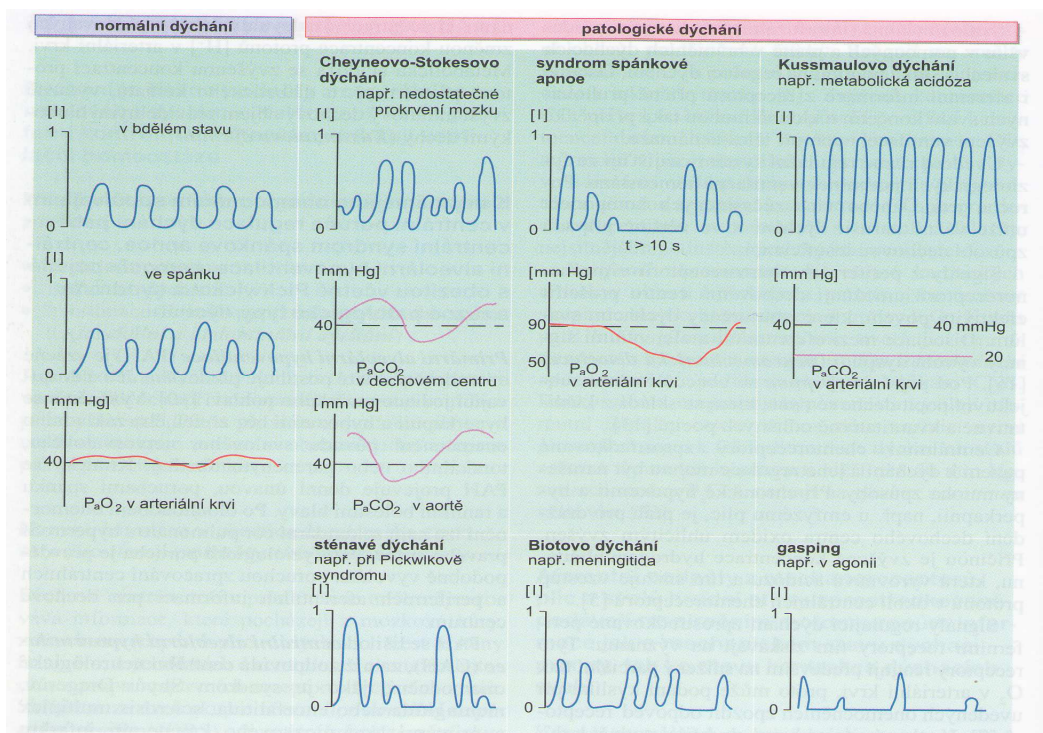 normální dýchání
patologické dýchání
[l]
1
v bdělém stavu
0
[l]
1
ve spánku
0
[mm Hg]
40
PaO2 v arteriální krvi
Cheyneovo-Stokesovo
dýchání
např. nedostatečné
prokrvení mozku
[l]
1
0
[mm Hg]
40
PaCO2
v dechovém centru
[mm Hg]
40
PaCO2 v aortě
syndrom spánkové
apnoe
[l]
1
0
t > 10 s
[mm Hg]
90
50
PaO2
v arteriální krvi
Kussmaulovo dýchání
např. metabolická acidóza
[l]
1
0
[mm Hg]
40
40 mmHg
20
PaCO2
v arteriální krvi
sténavé dýchání
např. při Pickwikově
syndromu
[l]
1
0
Biotovo dýchání
např. meningitida
[l]
1
0
gasping
např. v agonii
[l]
1
0